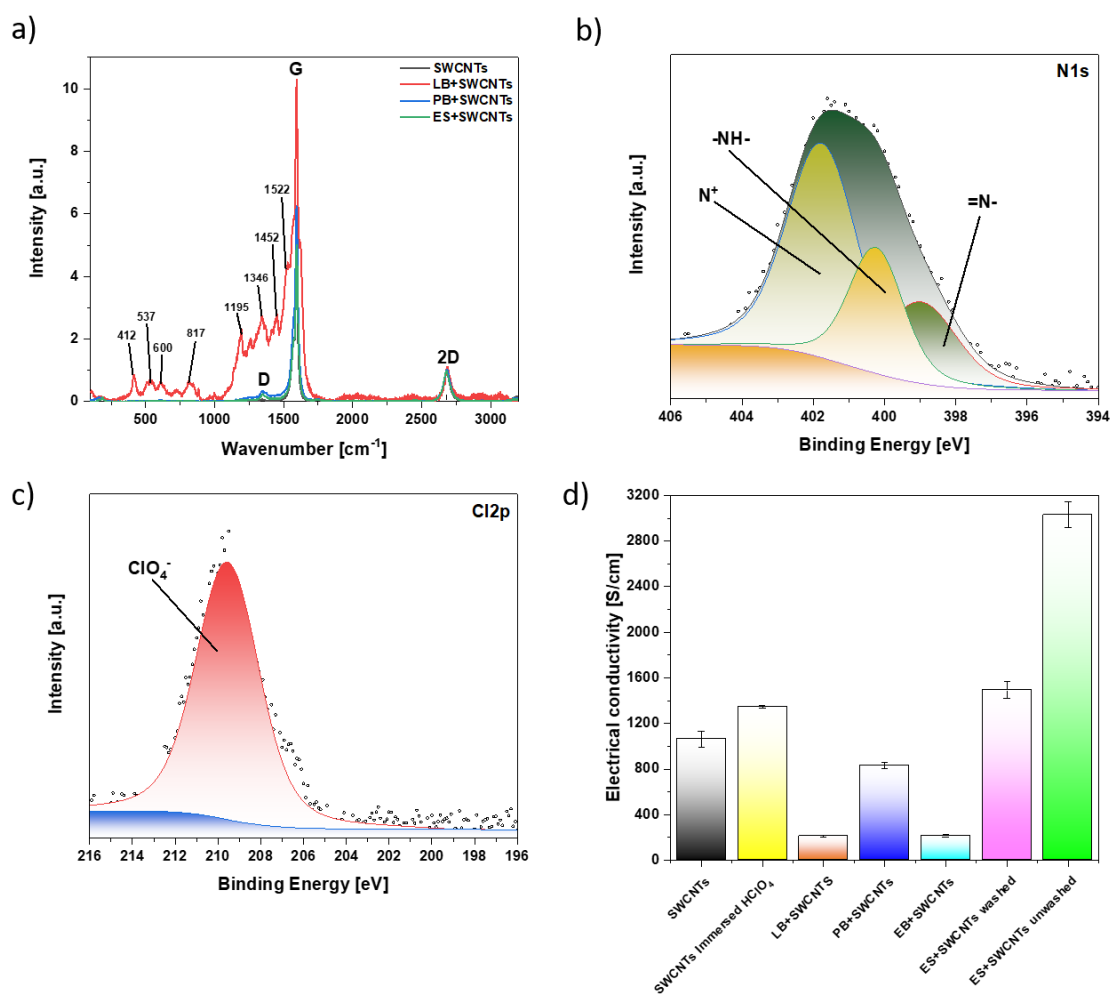 a)
G
SWCNTs
LB+SWCNTs
PB+SWCNTs
ES+SWCNTs
10
8
6
4
2
0
1522
1452
1346
1195
412
537
600
817
D
2D
500
1000
1500
2000
2500
3000
Intensity [a.u.]
Wavenumber [cm⁻¹]
b)
N1s
-NH-
N⁺
=N-
406
404
402
400
398
396
394
Intensity [a.u.]
Binding Energy [eV]
c)
Cl2p
ClO₄⁻
216
214
212
210
208
206
204
202
200
198
196
Intensity [a.u.]
Binding Energy [eV]
d)
3200
2800
2400
2000
1600
1200
800
400
0
Electrical conductivity [S/cm]
SWCNTs
SWCNTs Immersed HClO₄
LB+SWCNTS
PB+SWCNTs
EB+SWCNTs
ES+SWCNTs washed
ES+SWCNTs unwashed